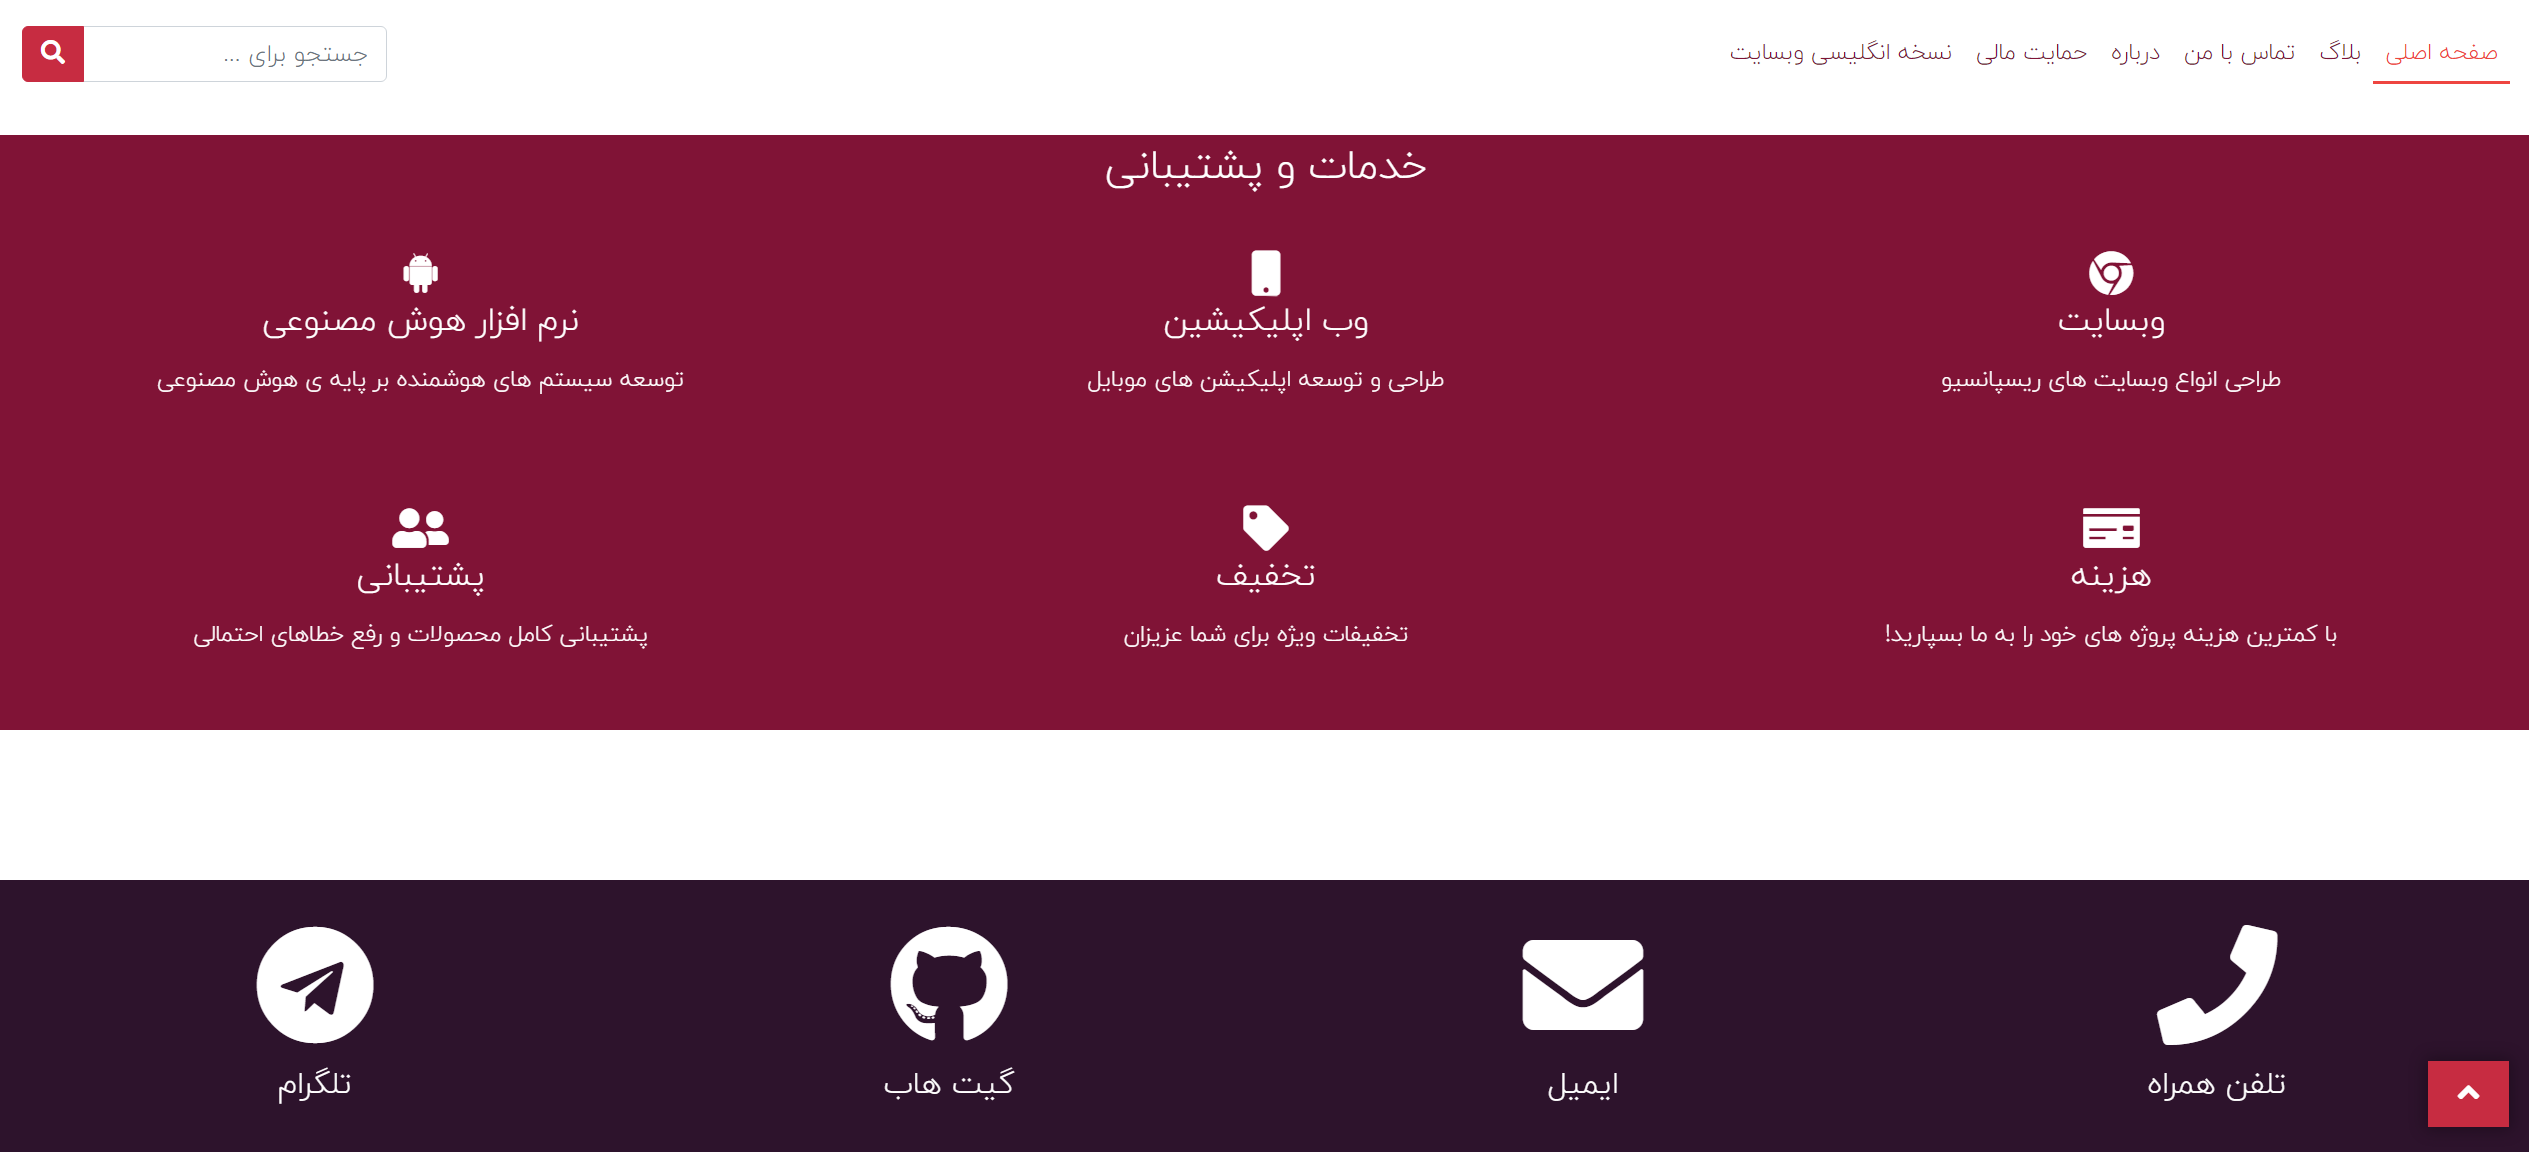 صفحه اصلی بلاگ تماس با من درباره حمایت مالی نسخه انگلیسی وبسایت
جستجو برای ...
خدمات و پشتیبانی
وبسایت
طراحی انواع وبسایت های ریسپانسیو
وب اپلیکیشین
طراحی و توسعه اپلیکیشن های موبایل
نرم افزار هوش مصنوعی
توسعه سیستم های هوشمنده بر پایه ی هوش مصنوعی
هزینه
با کمترین هزینه پروژه های خود را به ما بسپارید!
تخفیف
تخفیفات ویژه برای شما عزیزان
پشتیبانی
پشتیبانی کامل محصولات و رفع خطاهای احتمالی
تلفن همراه
ایمیل
گیت هاب
تلگرام